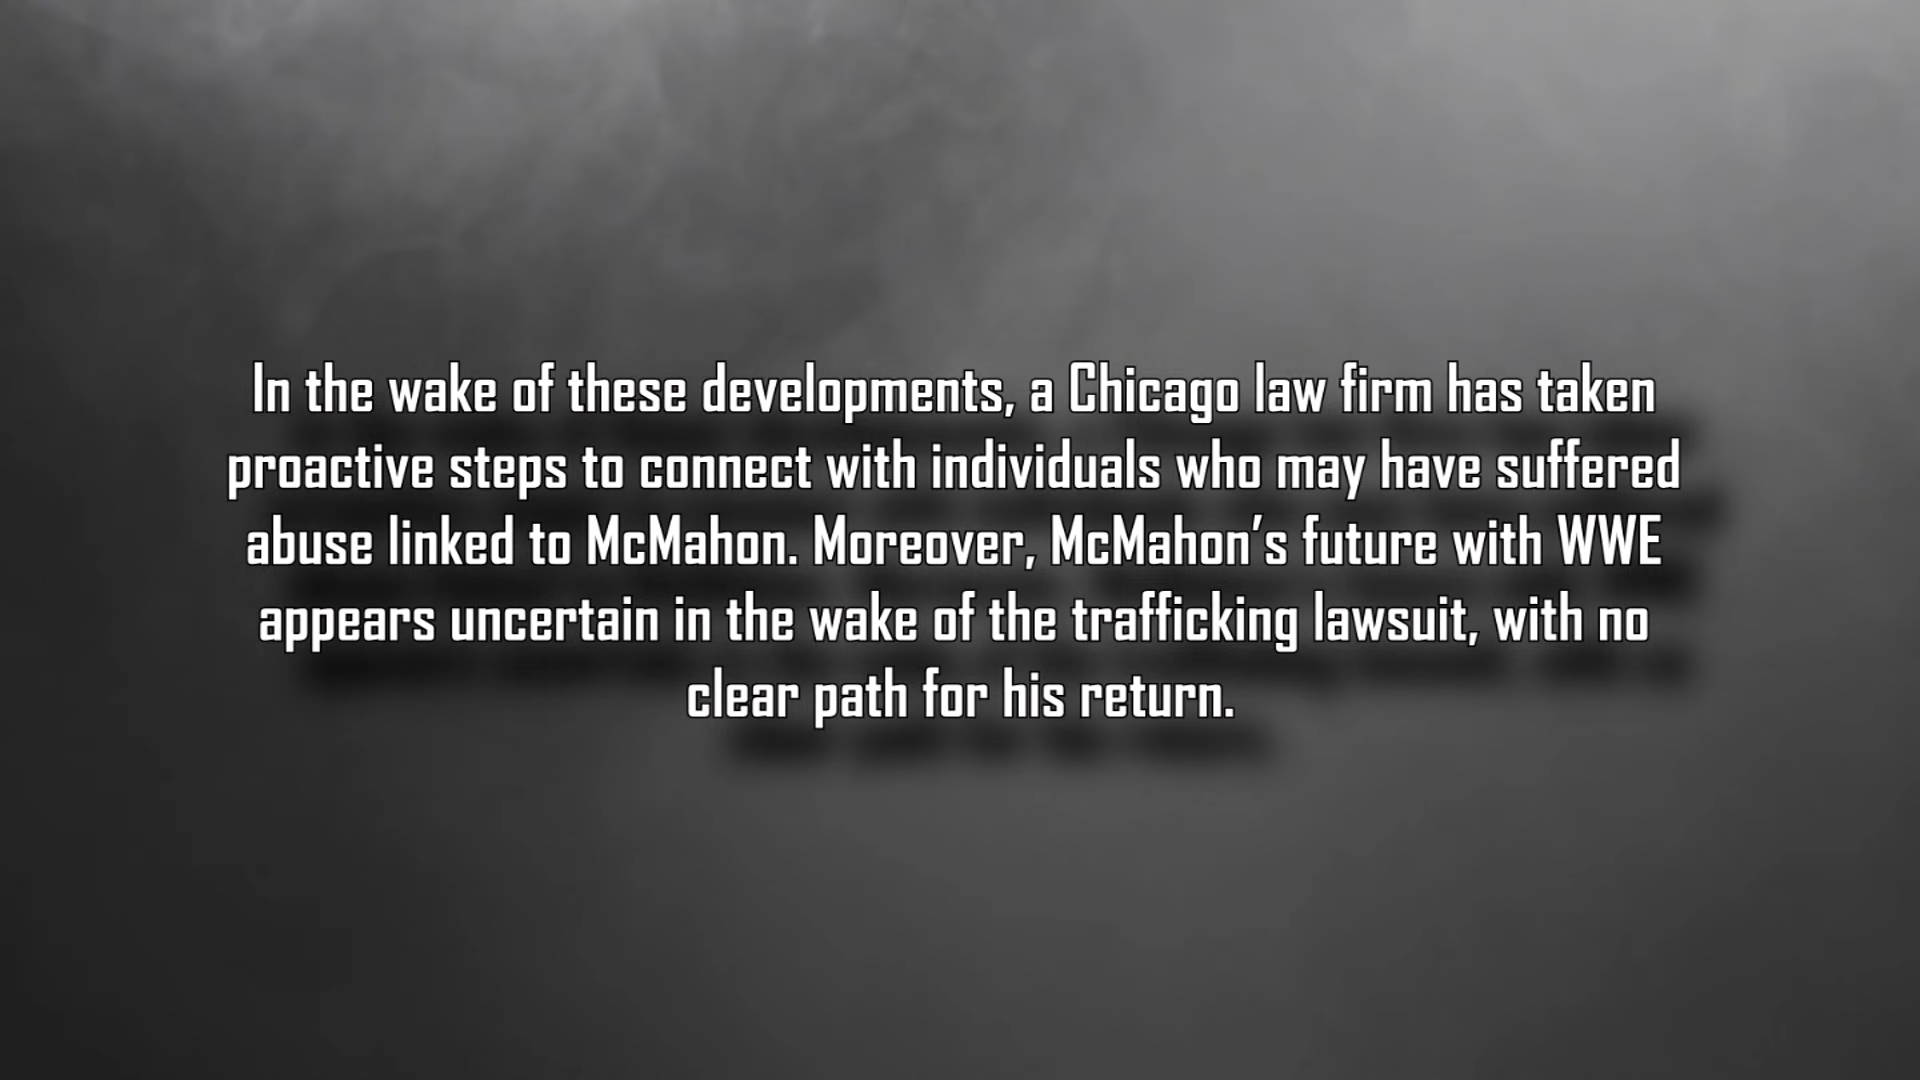 In the wake of these developments, a Chicago law firm has taken
proactive steps to connect with individuals who may have suffered
abuse linked to McMahon. Moreover, McMahon’s future with WWE
appears uncertain in the wake of the trafficking lawsuit, with no
clear path for his return.